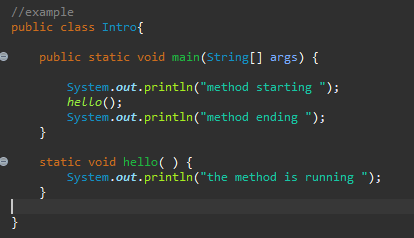 //example
public class Intro{
public static void main(String[] args) {
System.out.println("method starting ");
hello();
System.out.println("method ending ");
}
static void hello( ) {
System.out.println("the method is running ");
}
}